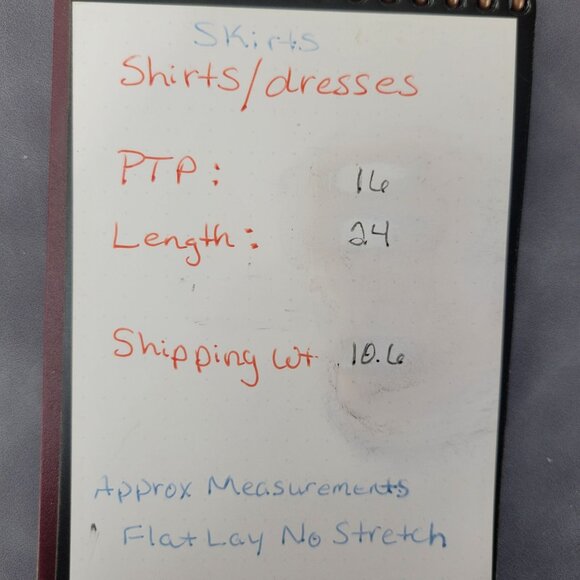 Skirts
Shirts/dresses
PTP: 16
Length: 24
Shipping Wt 10.6
Approx Measurements
Flat Lay No Stretch